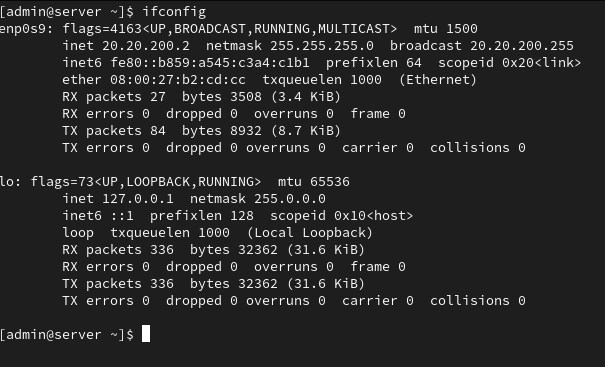 [admin@server ~]$ ifconfig
enp0s9: flags=4163<UP,BROADCAST,RUNNING,MULTICAST>  mtu 1500
        inet 20.20.200.2  netmask 255.255.255.0  broadcast 20.20.200.255
        inet6 fe80::b859:a545:c3a4:c1b1  prefixlen 64  scopeid 0x20<link>
        ether 08:00:27:b2:cd:cc  txqueuelen 1000  (Ethernet)
        RX packets 27  bytes 3508 (3.4 KiB)
        RX errors 0  dropped 0  overruns 0  frame 0
        TX packets 84  bytes 8932 (8.7 KiB)
        TX errors 0  dropped 0 overruns 0  carrier 0  collisions 0

lo: flags=73<UP,LOOPBACK,RUNNING>  mtu 65536
        inet 127.0.0.1  netmask 255.0.0.0
        inet6 ::1  prefixlen 128  scopeid 0x10<host>
        loop  txqueuelen 1000  (Local Loopback)
        RX packets 336  bytes 32362 (31.6 KiB)
        RX errors 0  dropped 0  overruns 0  frame 0
        TX packets 336  bytes 32362 (31.6 KiB)
        TX errors 0  dropped 0 overruns 0  carrier 0  collisions 0

[admin@server ~]$